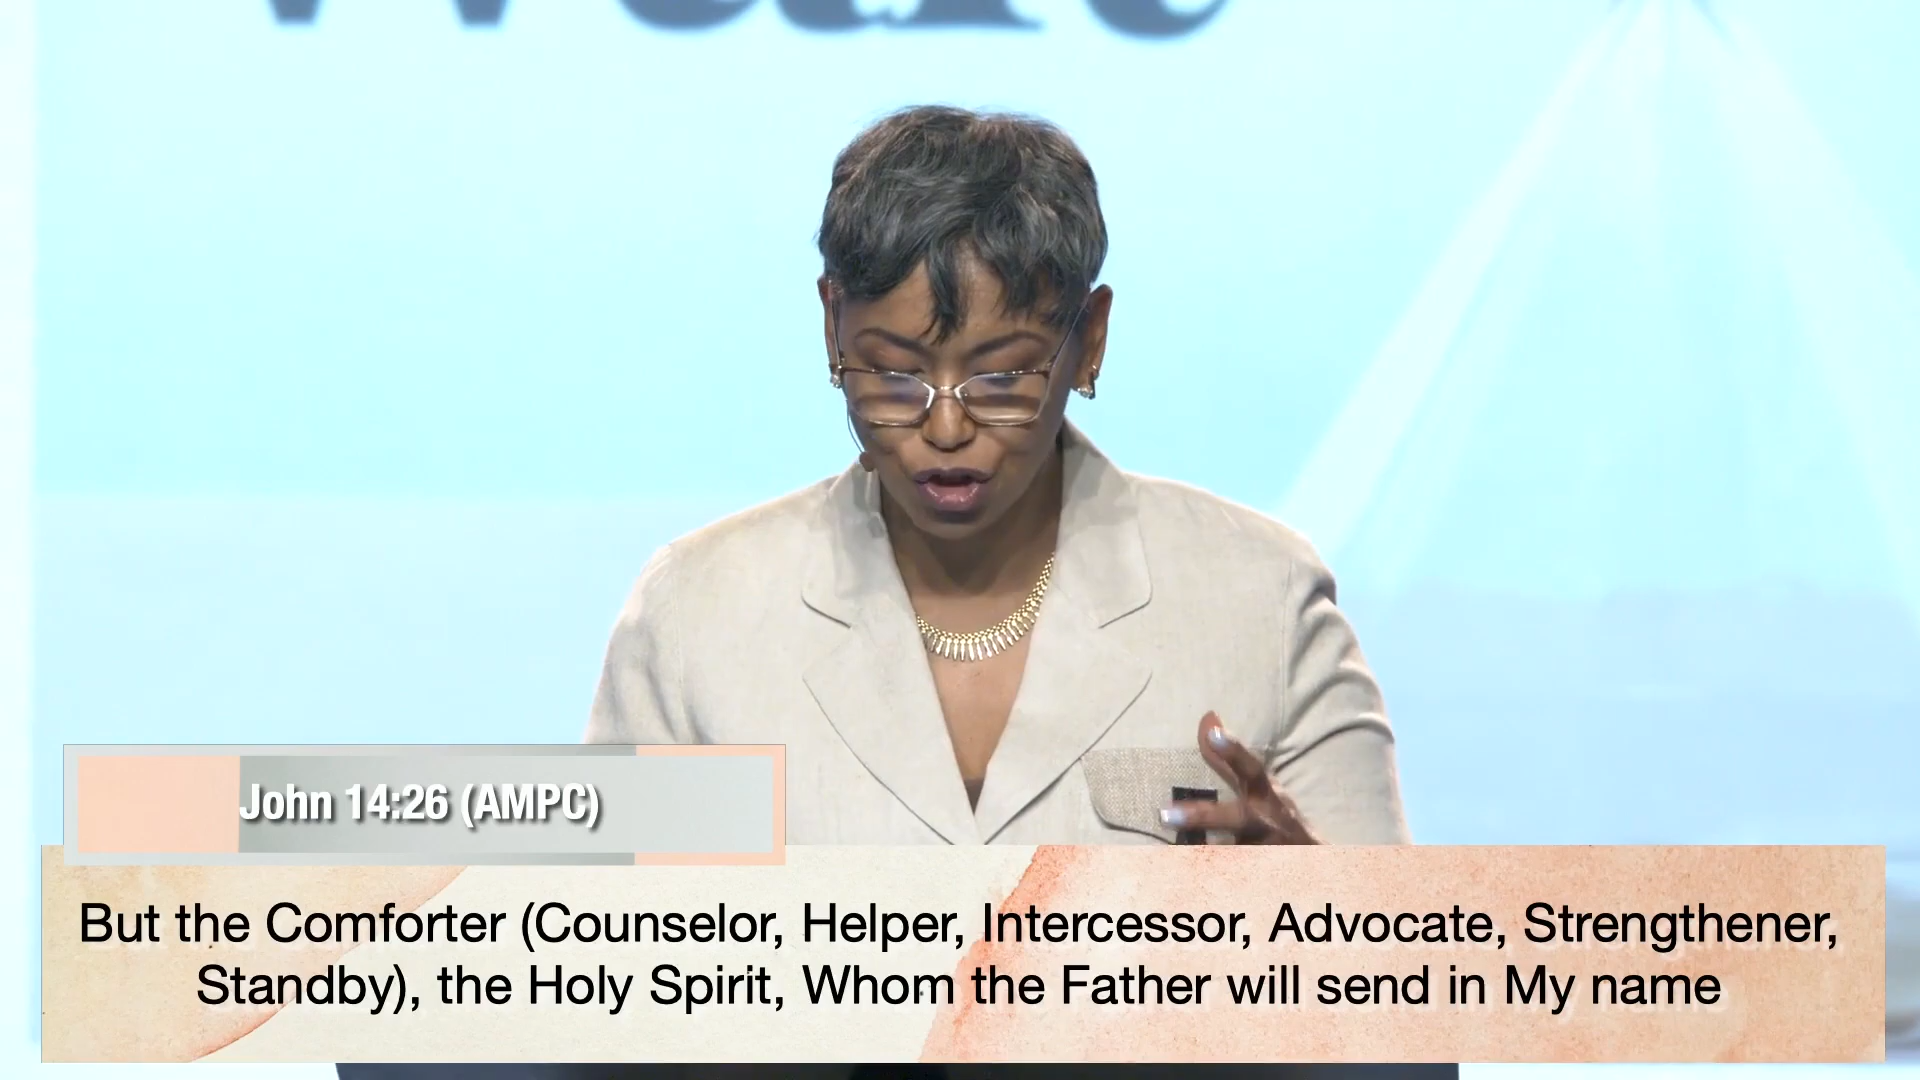 John 14:26 (AMPC)
But the Comforter (Counselor, Helper, Intercessor, Advocate, Strengthener,
Standby), the Holy Spirit, Whom the Father will send in My name